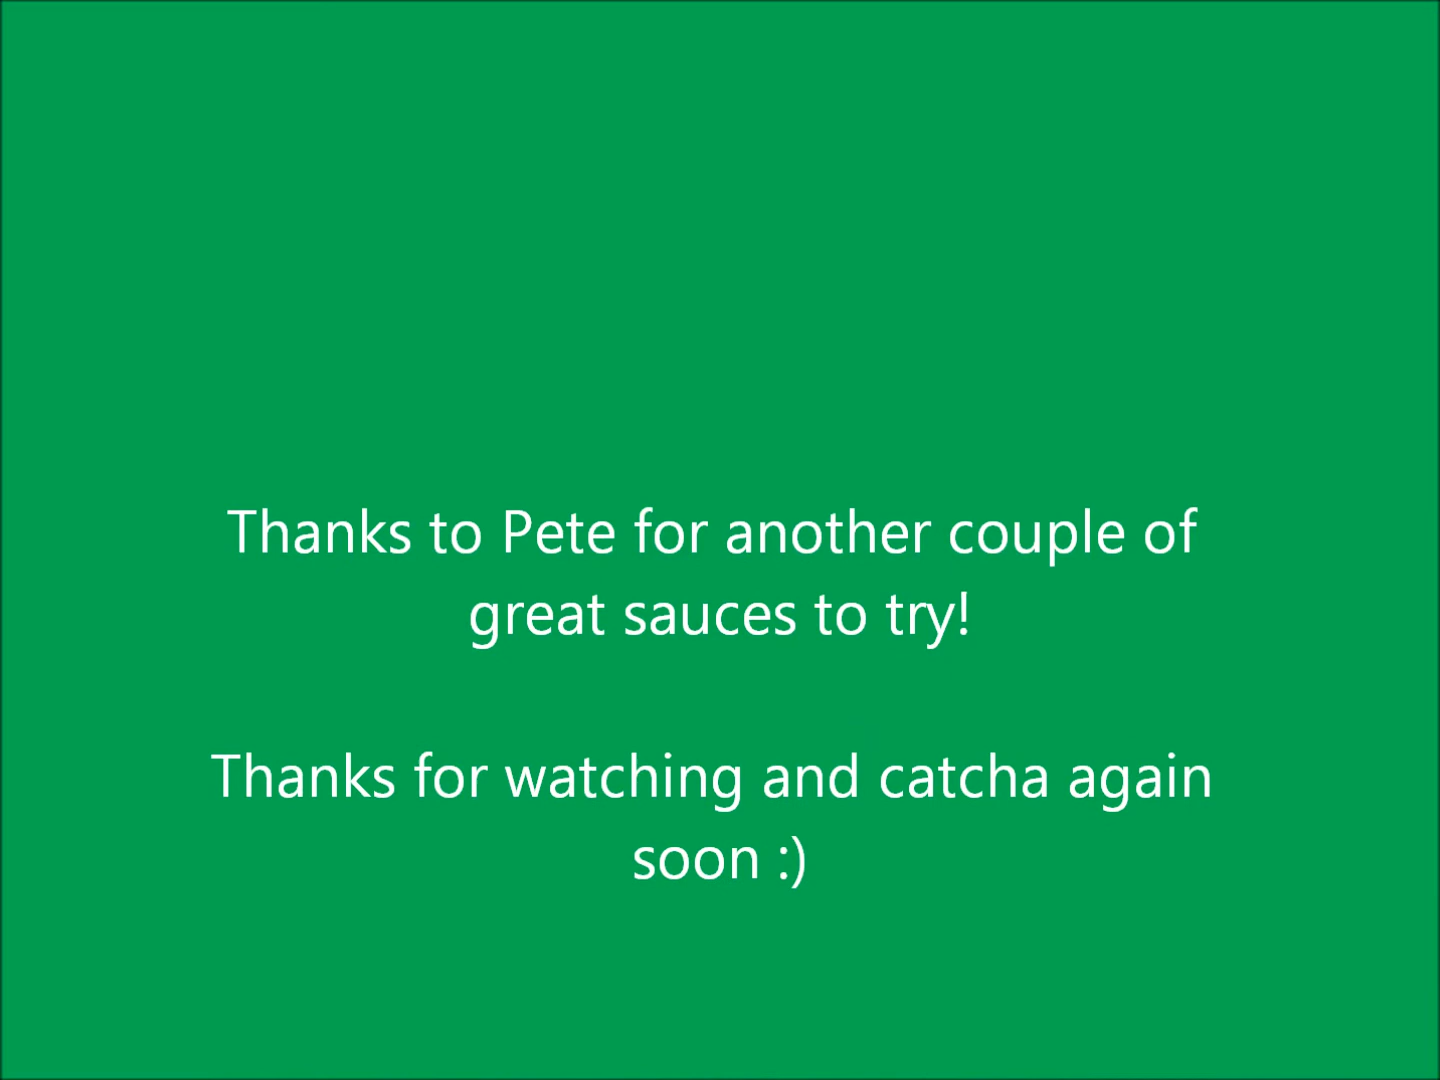 Thanks to Pete for another couple of
great sauces to try!
Thanks for watching and catcha again
soon :)